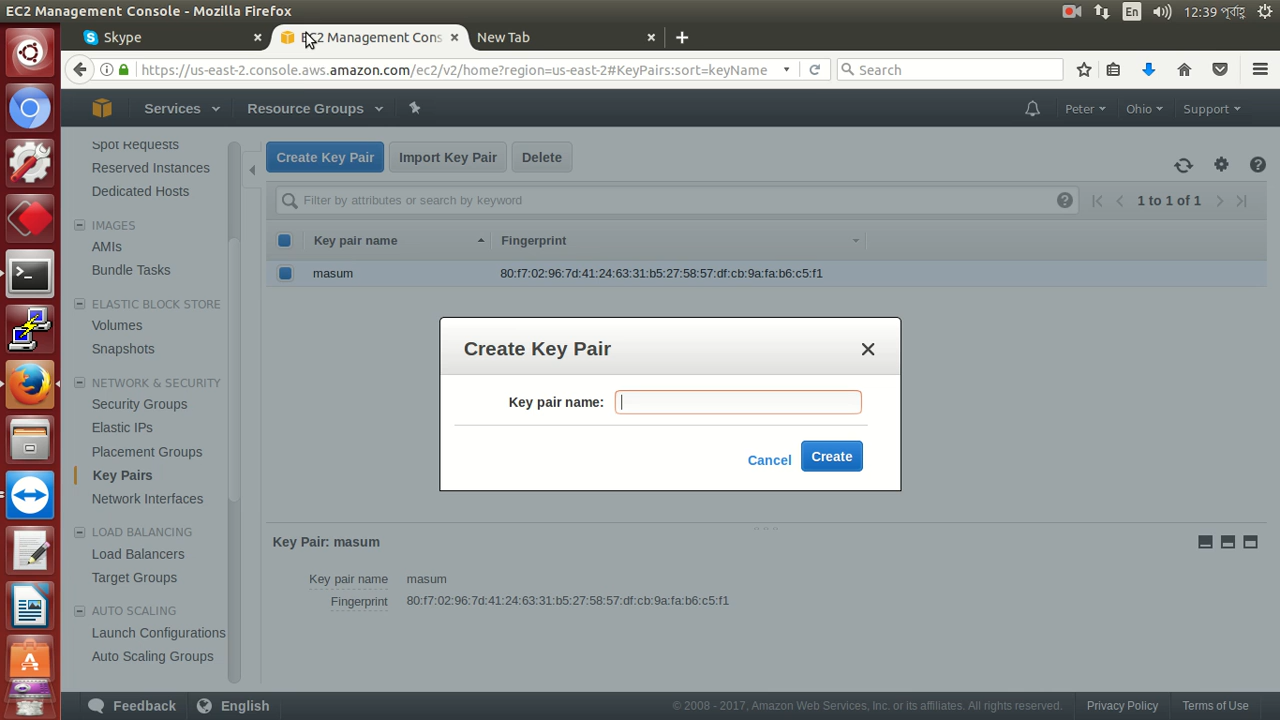 EC2 Management Console - Mozilla Firefox
En
12:39 পূর্বাহ্ণ
Skype
EC2 Management Cons
New Tab
https://us-east-2.console.aws.amazon.com/ec2/v2/home?region=us-east-2#KeyPairs:sort=keyName
Search
Services
Resource Groups
Peter
Ohio
Support
Spot Requests
Reserved Instances
Dedicated Hosts
IMAGES
AMIs
Bundle Tasks
ELASTIC BLOCK STORE
Volumes
Snapshots
NETWORK & SECURITY
Security Groups
Elastic IPs
Placement Groups
Key Pairs
Network Interfaces
LOAD BALANCING
Load Balancers
Target Groups
AUTO SCALING
Launch Configurations
Auto Scaling Groups
Create Key Pair
Import Key Pair
Delete
Filter by attributes or search by keyword
1 to 1 of 1
Key pair name
Fingerprint
masum
80:f7:02:96:7d:41:24:63:31:b5:27:58:57:df:cb:9a:fa:b6:c5:f1
Create Key Pair
Key pair name:
Cancel
Create
Key Pair: masum
Key pair name masum
Fingerprint 80:f7:02:96:7d:41:24:63:31:b5:27:58:57:df:cb:9a:fa:b6:c5:f1
Feedback
English
© 2008 - 2017, Amazon Web Services, Inc. or its affiliates. All rights reserved.
Privacy Policy
Terms of Use